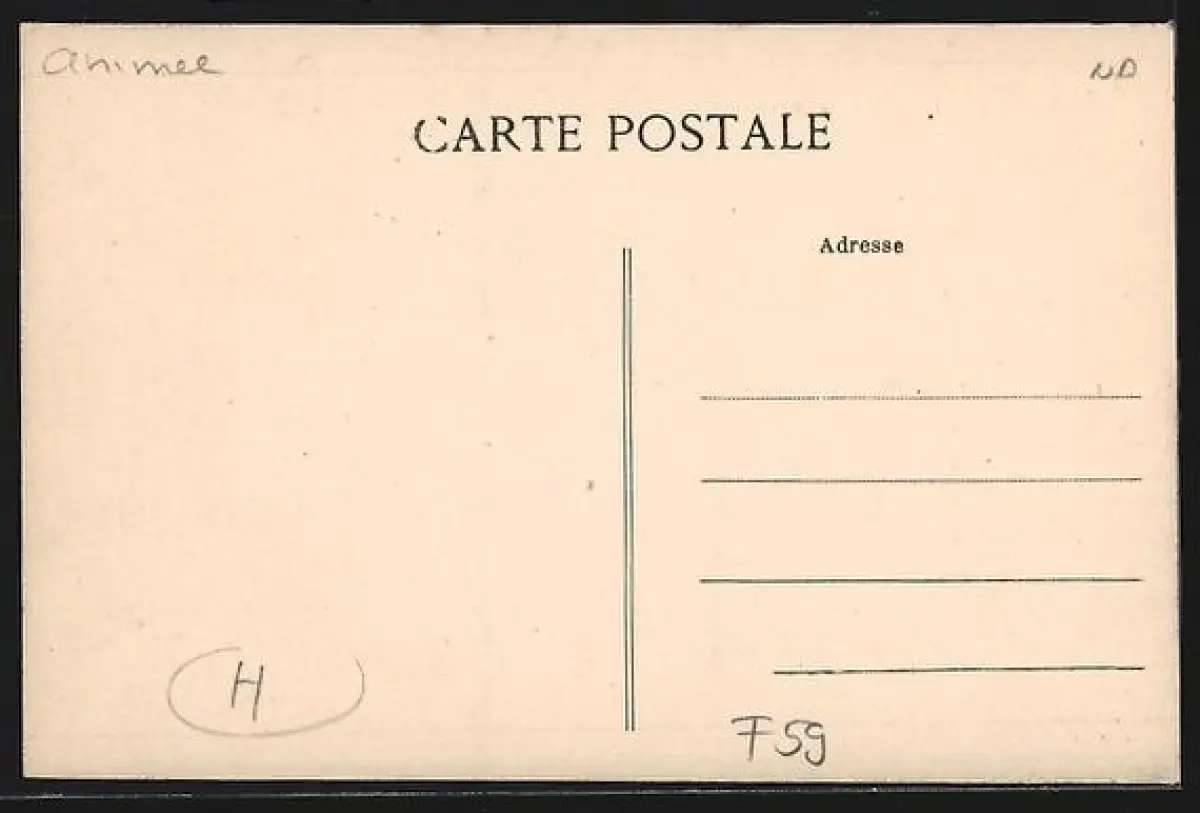 animee
ND
CARTE POSTALE
Adresse
H
F59